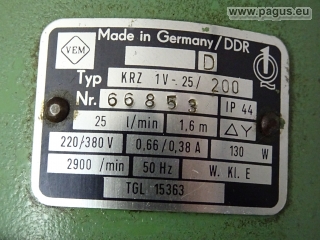 www.pagus.eu
Made in Germany/DDR
VEM
D
Typ KRZ 1V-25/200
Nr. 66853 IP 44
25 l/min 1,6 m △ Y
220/380 V 0,66/0,38 A 130 W
2900 /min 50 Hz W. Kl. E
TGL 15363